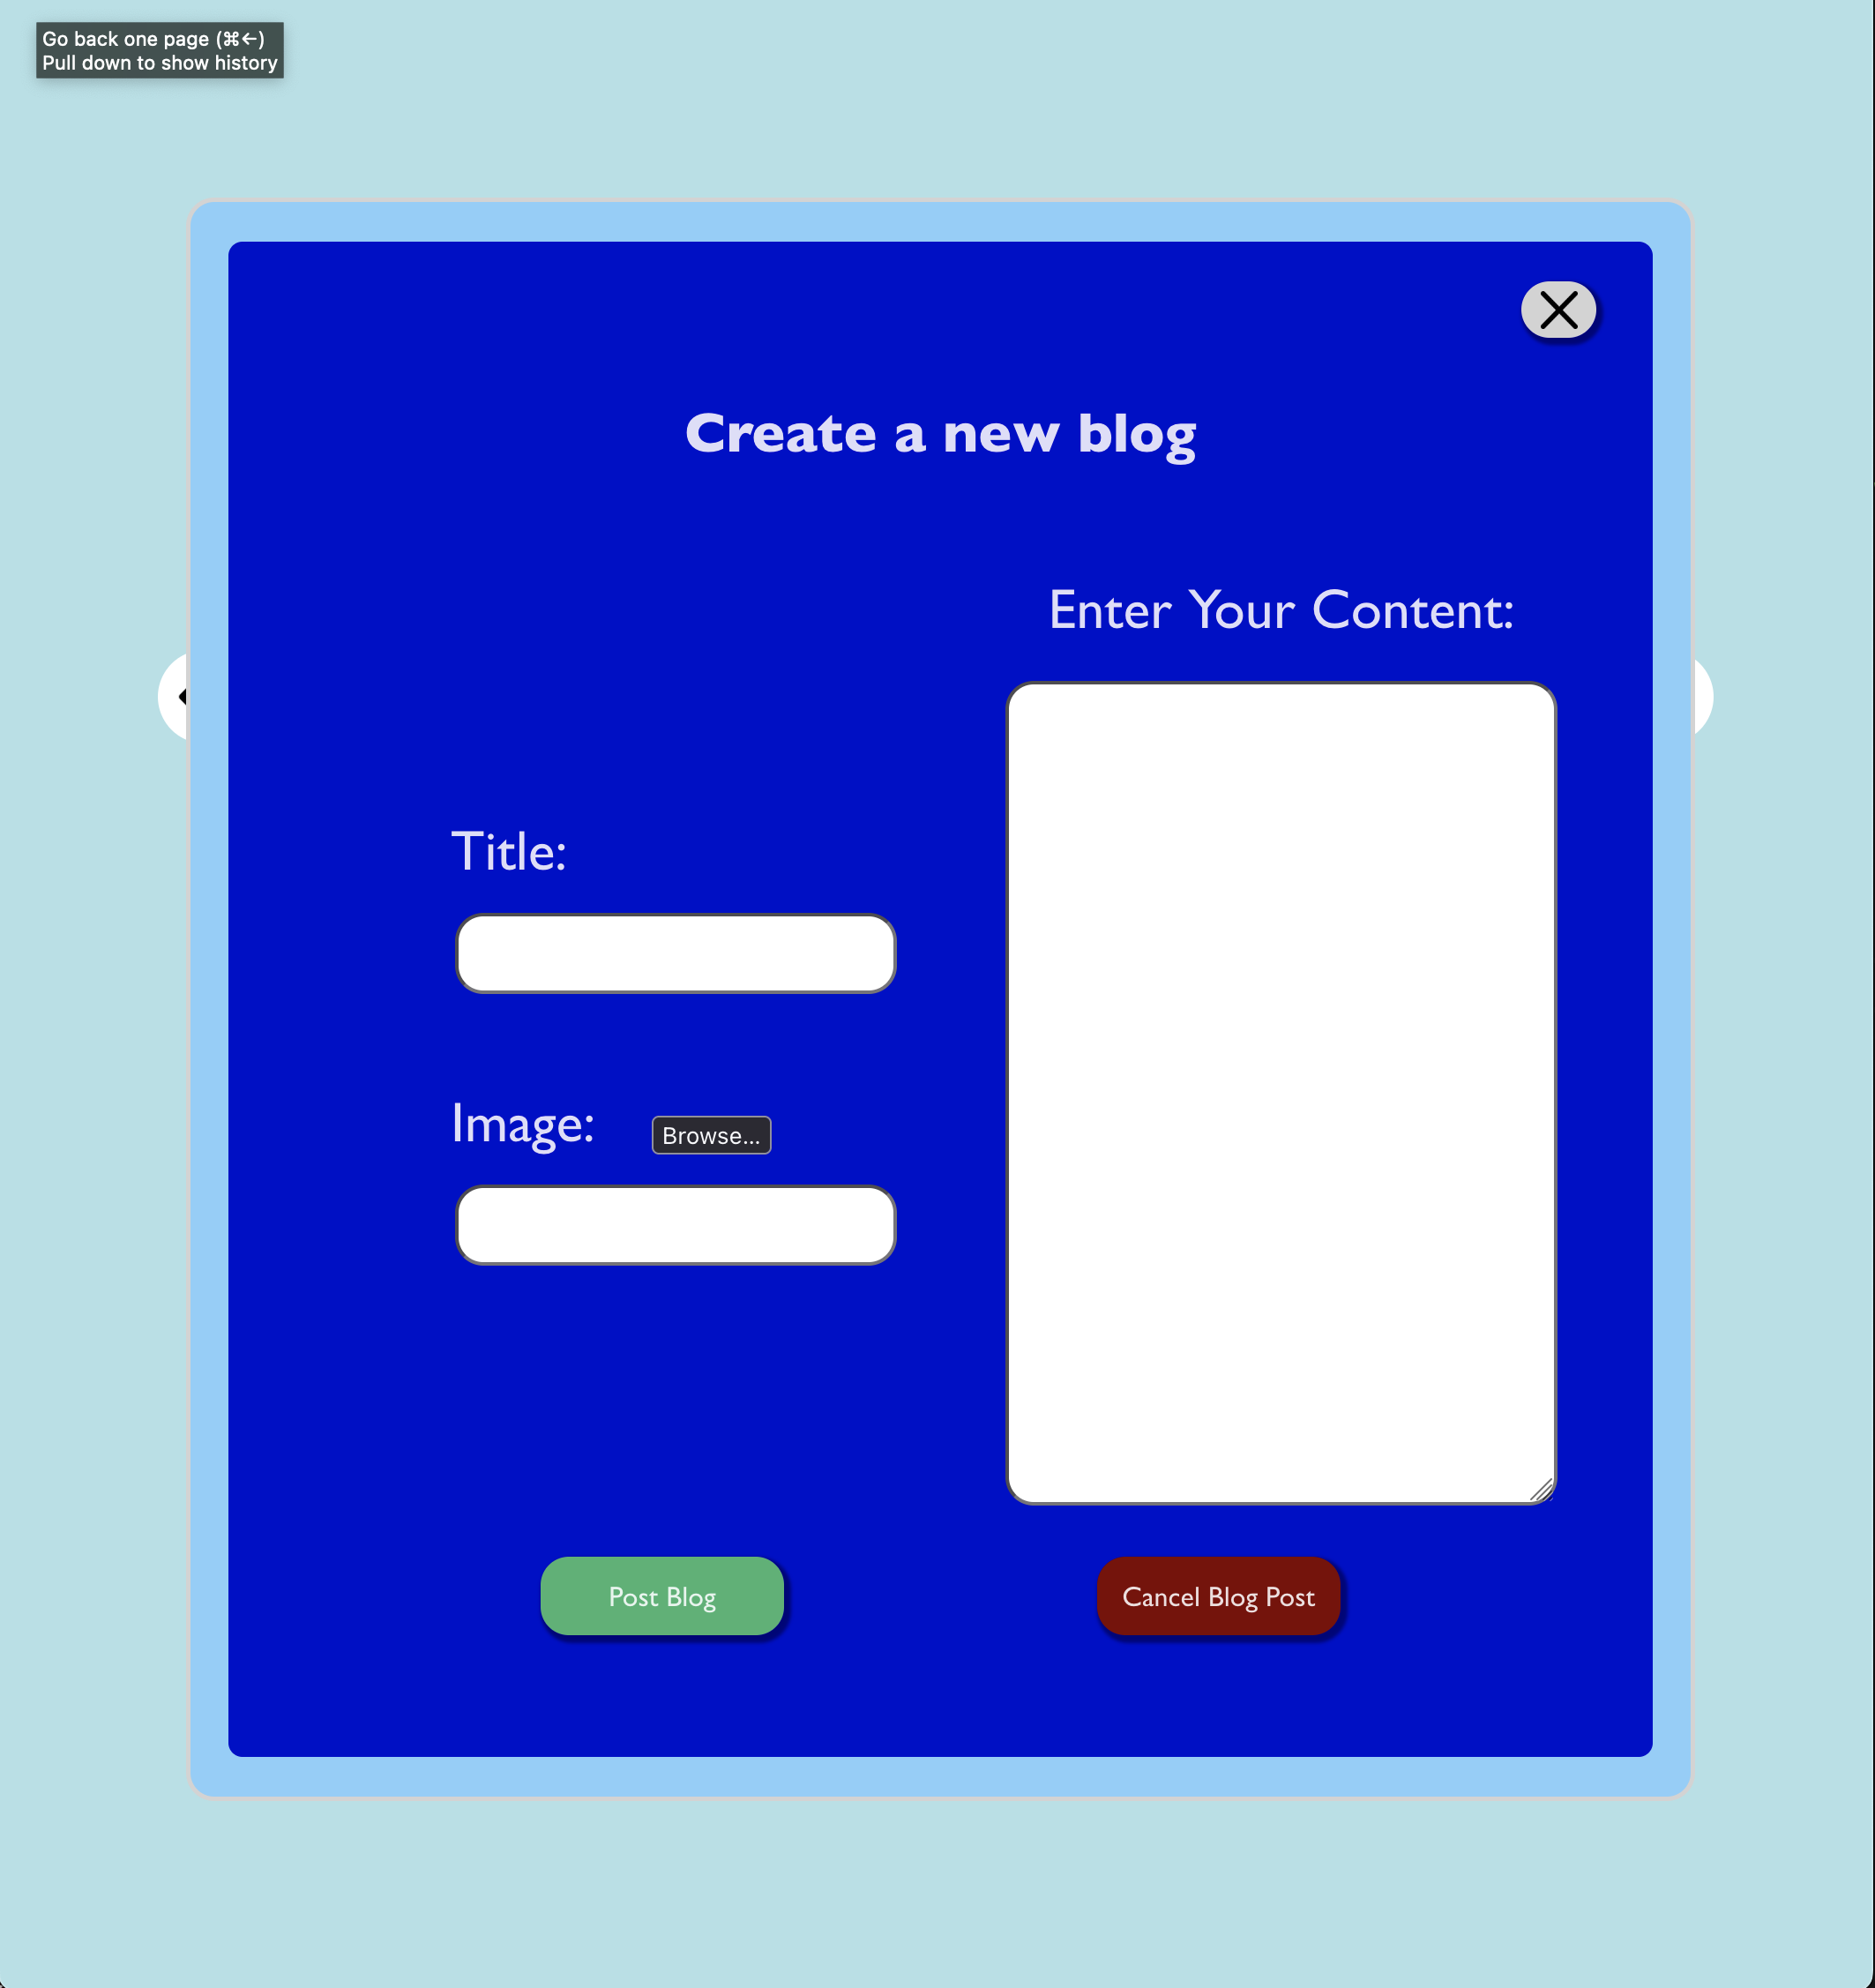 Go back one page (⌘←)
Pull down to show history
Create a new blog
Enter Your Content:
Title:
Image:
Browse...
Post Blog
Cancel Blog Post